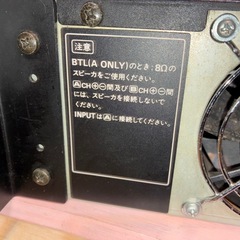 注意
BTL(A ONLY)のとき:8Ωの
スピーカをご使用ください。
ⒶCH⊕−⊖間及びⒷCH⊕−⊖間
には、スピーカを接続しないで
ください。
INPUTはⒶに接続してください。